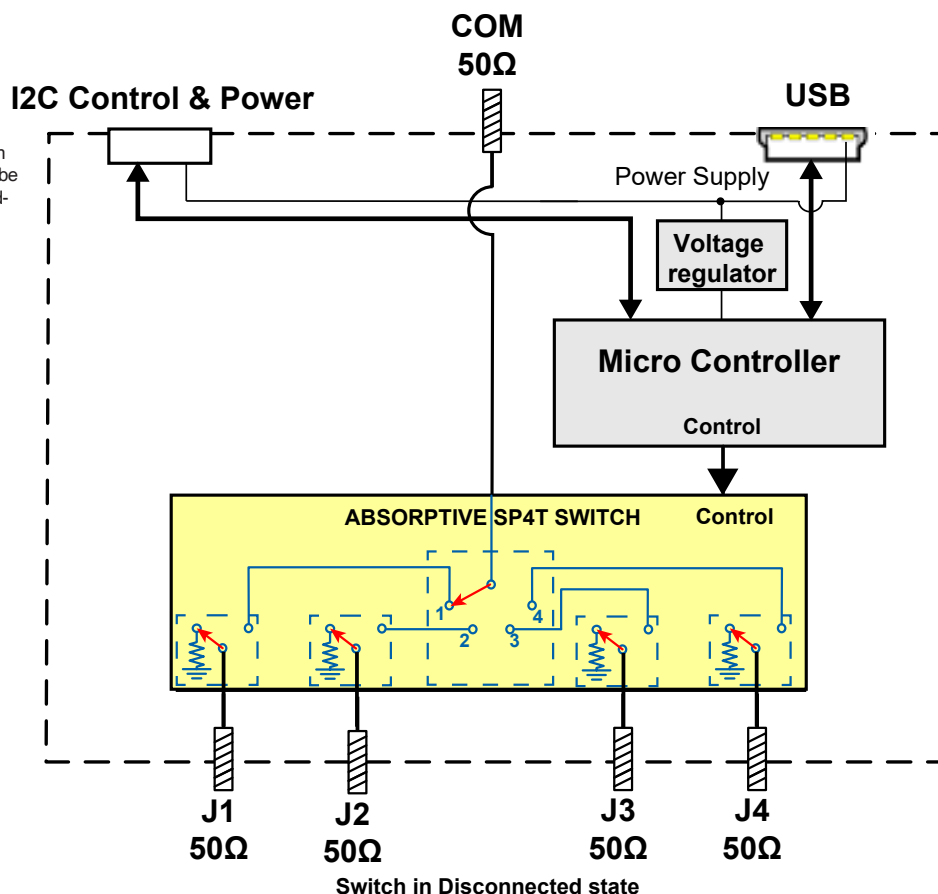 COM
50Ω
I2C Control & Power
USB
be
Power Supply
Voltage
regulator
Micro Controller
Control
ABSORPTIVE SP4T SWITCH
Control
1
4
2
3
J1
50Ω
J2
50Ω
J3
50Ω
J4
50Ω
Switch in Disconnected state